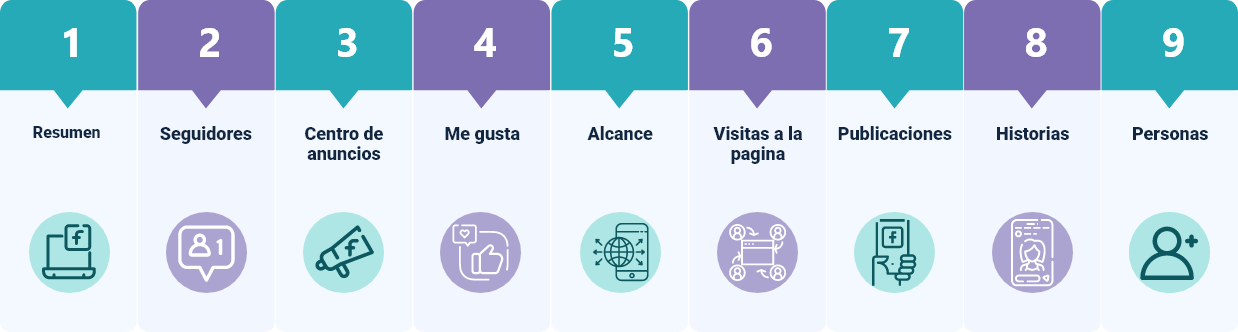 1
2
3
4
5
6
7
8
9
Resumen
Seguidores
Centro de
anuncios
Me gusta
Alcance
Visitas a la
pagina
Publicaciones
Historias
Personas
1